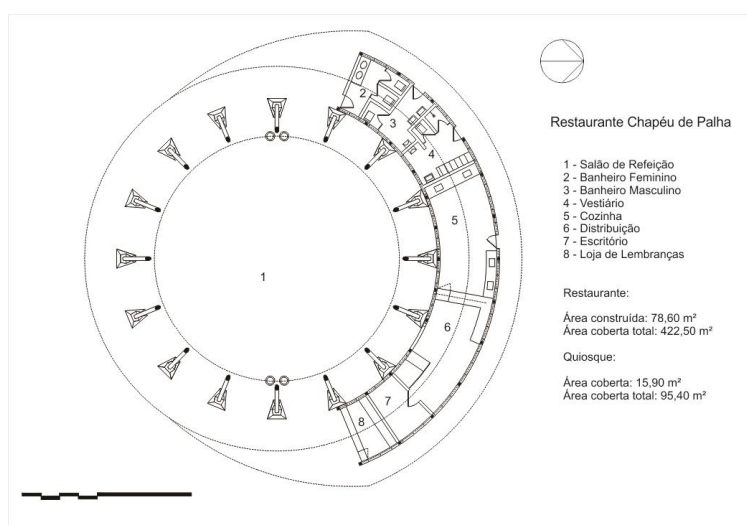 Restaurante Chapéu de Palha
1 - Salão de Refeição
2 - Banheiro Feminino
3 - Banheiro Masculino
4 - Vestiário
5 - Cozinha
6 - Distribuição
7 - Escritório
8 - Loja de Lembranças
Restaurante:
Área construída: 78,60 m²
Área coberta total: 422,50 m²
Quiosque:
Área coberta: 15,90 m²
Área coberta total: 95,40 m²
2
3
4
5
1
6
7
8